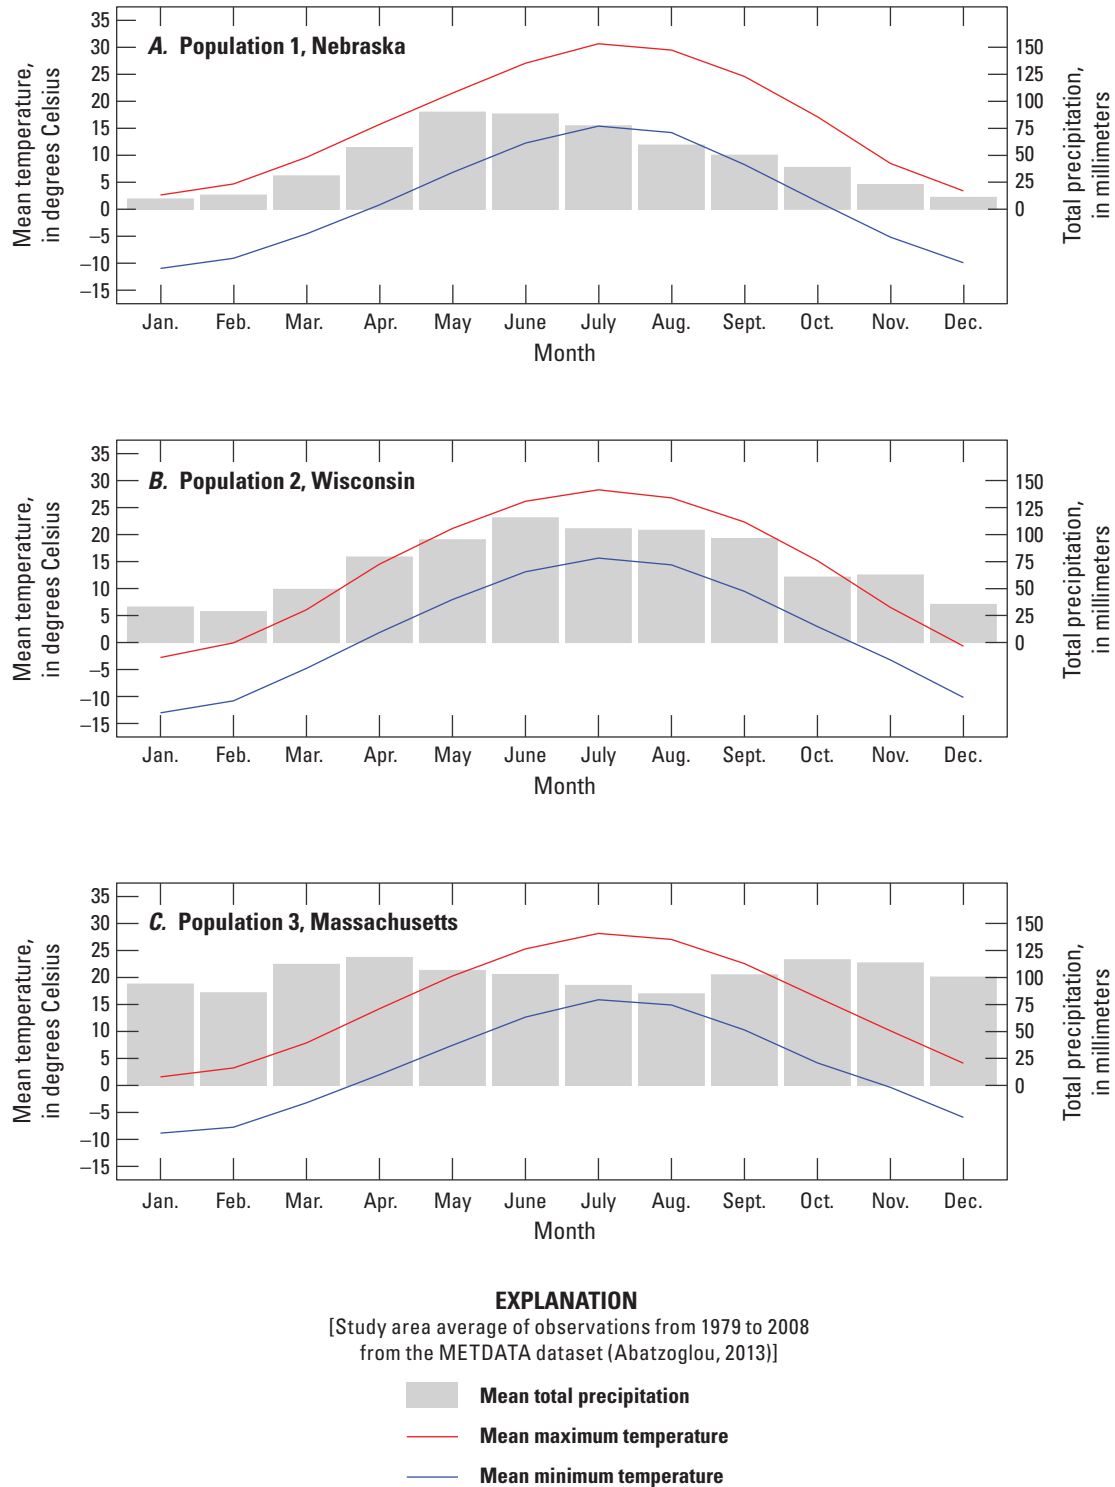 A. Population 1, Nebraska
Mean temperature,
in degrees Celsius
35
30
25
20
15
10
5
0
–5
–10
–15
150
125
100
75
50
25
0
Total precipitation,
in millimeters
Jan. Feb. Mar. Apr. May June July Aug. Sept. Oct. Nov. Dec.
Month
B. Population 2, Wisconsin
Mean temperature,
in degrees Celsius
35
30
25
20
15
10
5
0
–5
–10
–15
150
125
100
75
50
25
0
Total precipitation,
in millimeters
Jan. Feb. Mar. Apr. May June July Aug. Sept. Oct. Nov. Dec.
Month
C. Population 3, Massachusetts
Mean temperature,
in degrees Celsius
35
30
25
20
15
10
5
0
–5
–10
–15
150
125
100
75
50
25
0
Total precipitation,
in millimeters
Jan. Feb. Mar. Apr. May June July Aug. Sept. Oct. Nov. Dec.
Month
EXPLANATION
[Study area average of observations from 1979 to 2008
from the METDATA dataset (Abatzoglou, 2013)]
Mean total precipitation
Mean maximum temperature
Mean minimum temperature